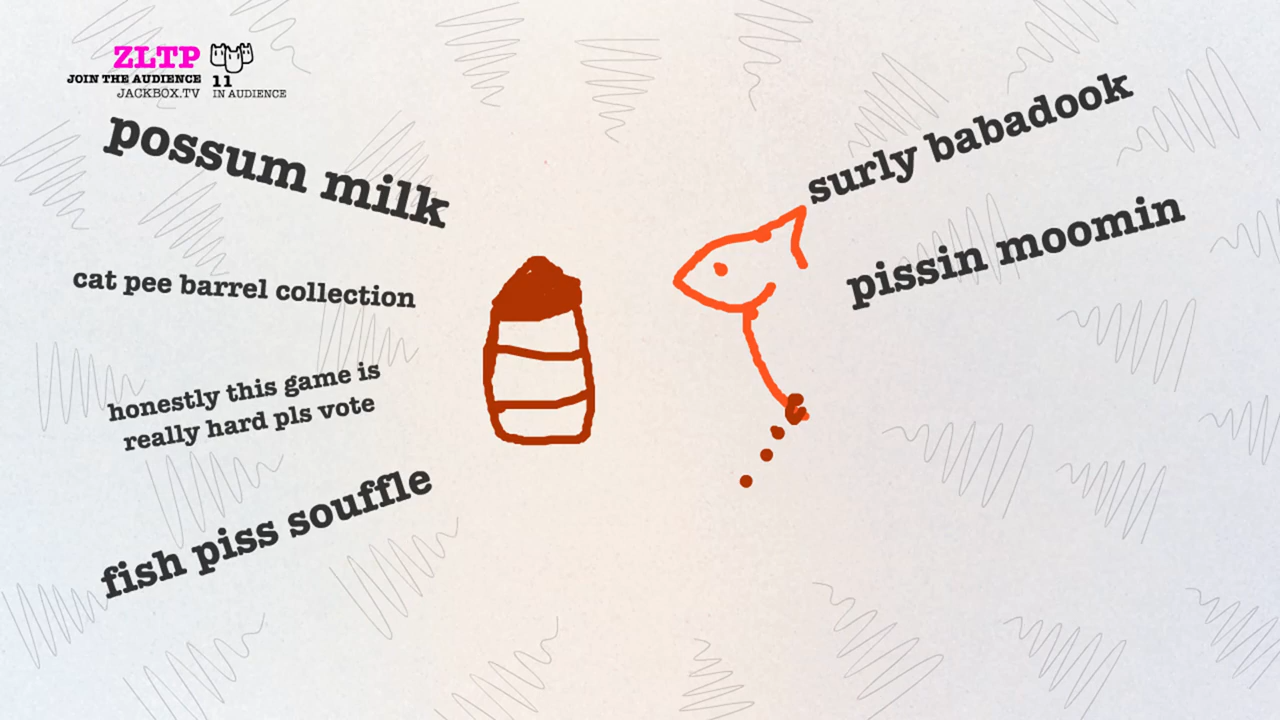 ZLTP
JOIN THE AUDIENCE
JACKBOX.TV
11
IN AUDIENCE
possum milk
cat pee barrel collection
honestly this game is
really hard pls vote
fish piss souffle
surly babadook
pissin moomin